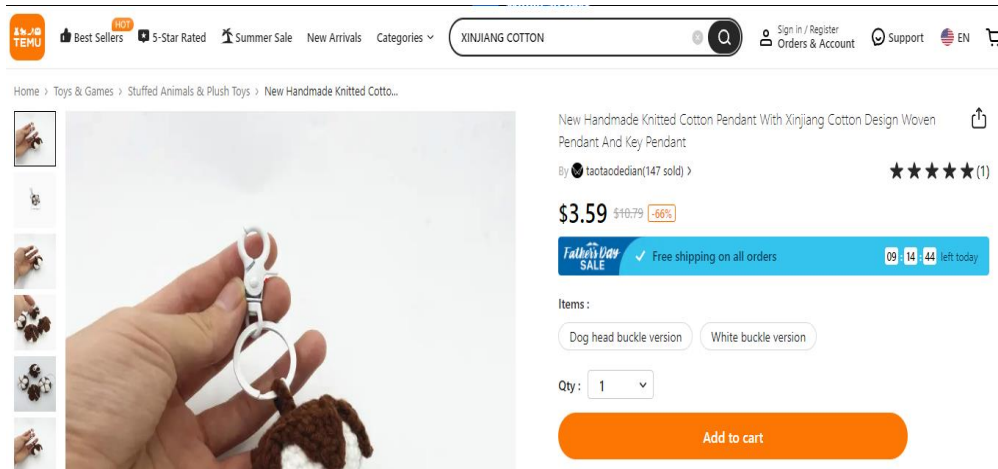 TEMU
Best Sellers
HOT
5-Star Rated
Summer Sale
New Arrivals
Categories
XINJIANG COTTON
Sign in / Register
Orders & Account
Support
EN
Home > Toys & Games > Stuffed Animals & Plush Toys > New Handmade Knitted Cotto...
New Handmade Knitted Cotton Pendant With Xinjiang Cotton Design Woven
Pendant And Key Pendant
By taotaodedian(147 sold) >
(1)
$3.59 $10.79 -66%
Father's Day
SALE
Free shipping on all orders
09 : 14 : 44 left today
Items :
Dog head buckle version
White buckle version
Qty : 1
Add to cart